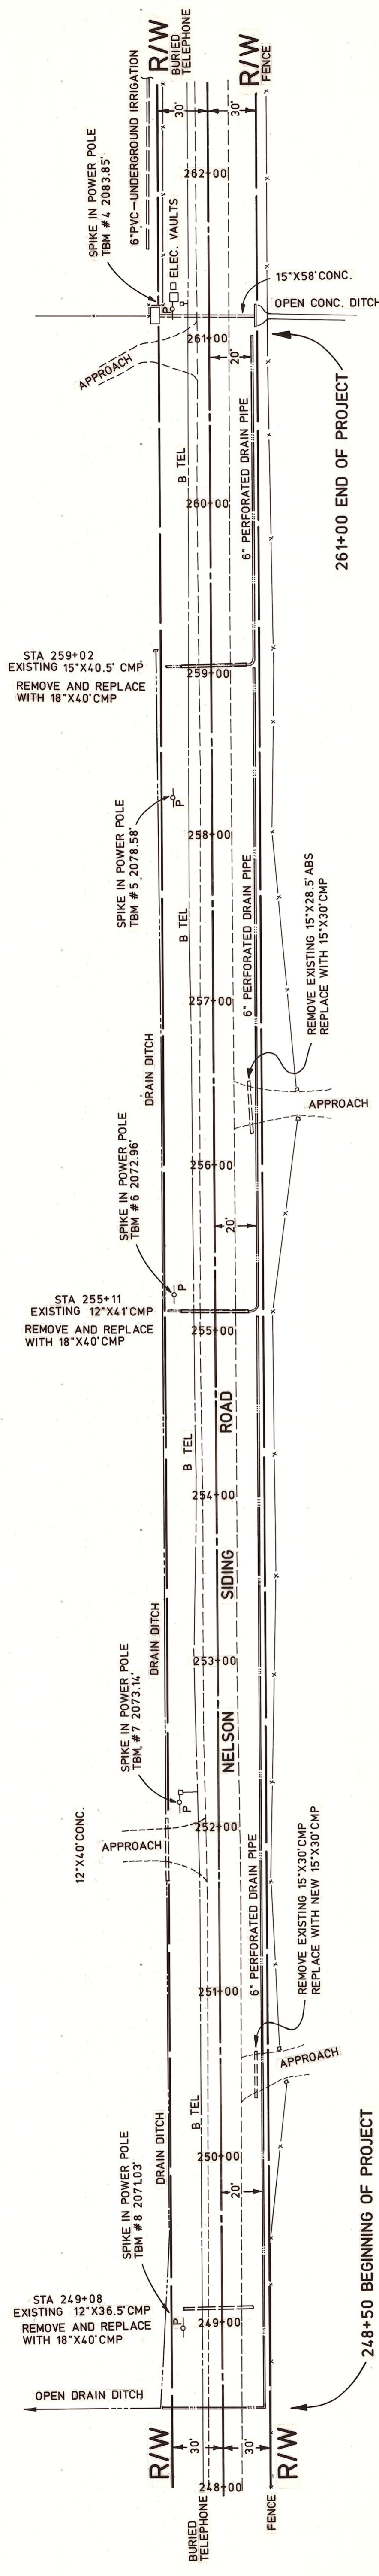 R/W
BURIED
TELEPHONE
R/W
FENCE
30'
30'
6"PVC-UNDERGROUND IRRIGATION
262+00
SPIKE IN POWER POLE
TBM #4 2083.85'
ELEC. VAULTS
P
15"X58'CONC.
OPEN CONC. DITCH
261+00
20'
APPROACH
261+00 END OF PROJECT
B TEL
260+00
6" PERFORATED DRAIN PIPE
STA 259+02
EXISTING 15"X40.5' CMP
REMOVE AND REPLACE
WITH 18"X40'CMP
259+00
P
SPIKE IN POWER POLE
TBM #5 2078.58'
258+00
B TEL
6" PERFORATED DRAIN PIPE
REMOVE EXISTING 15"X28.5'ABS
REPLACE WITH 15"X30'CMP
257+00
DRAIN DITCH
APPROACH
256+00
SPIKE IN POWER POLE
TBM #6 2072.96'
20'
P
STA 255+11
EXISTING 12"X41'CMP
REMOVE AND REPLACE
WITH 18"X40'CMP
255+00
ROAD
B TEL
254+00
SIDING
DRAIN DITCH
253+00
SPIKE IN POWER POLE
TBM #7 2073.14'
NELSON
P
252+00
12"X40'CONC.
APPROACH
6" PERFORATED DRAIN PIPE
REMOVE EXISTING 15"X30'CMP
REPLACE WITH NEW 15"X30'CMP
251+00
APPROACH
B TEL
DRAIN DITCH
250+00
SPIKE IN POWER POLE
TBM #8 2071.03'
20'
STA 249+08
EXISTING 12"X36.5'CMP
REMOVE AND REPLACE
WITH 18"X40'CMP
P
249+00
248+50 BEGINNING OF PROJECT
OPEN DRAIN DITCH
R/W
30'
30'
R/W
248+00
BURIED
TELEPHONE
FENCE